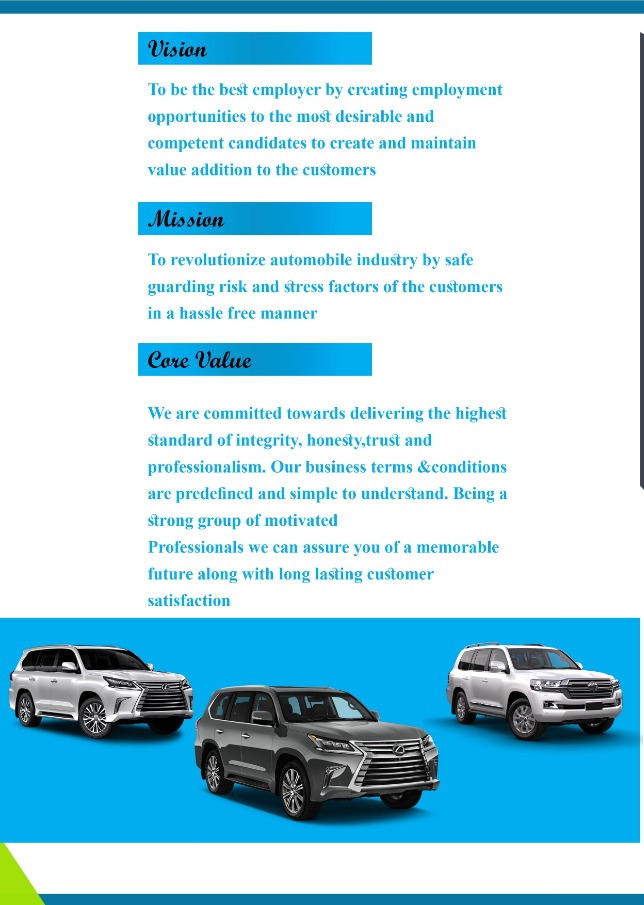 Vision
To be the best employer by creating employment
opportunities to the most desirable and
competent candidates to create and maintain
value addition to the customers
Mission
To revolutionize automobile industry by safe
guarding risk and stress factors of the customers
in a hassle free manner
Core Value
We are committed towards delivering the highest
standard of integrity, honesty,trust and
professionalism. Our business terms &conditions
are predefined and simple to understand. Being a
strong group of motivated
Professionals we can assure you of a memorable
future along with long lasting customer
satisfaction